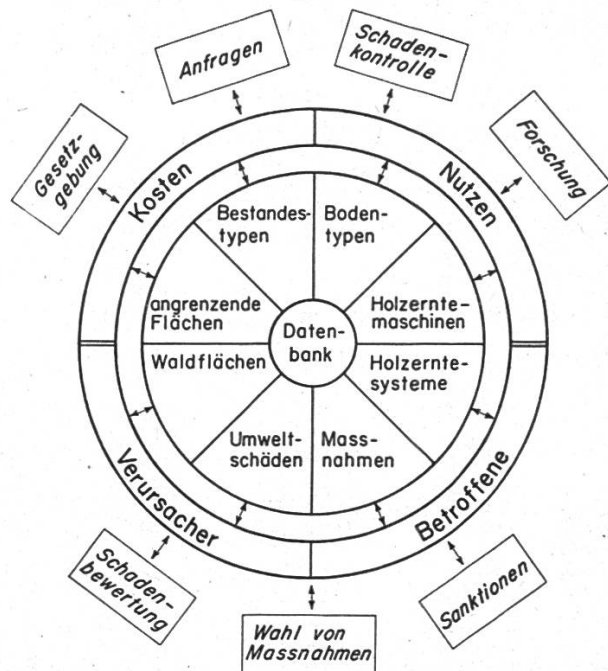 Anfragen
Schaden-
kontrolle
Gesetz-
gebung
Forschung
Kosten
Nutzen
Bestandes-
typen
Boden-
typen
angrenzende
Flächen
Holzernte-
maschinen
Daten-
bank
Waldflächen
Holzernte-
systeme
Umwelt-
schäden
Mass-
nahmen
Verursacher
Betroffene
Schaden-
bewertung
Wahl von
Massnahmen
Sanktionen